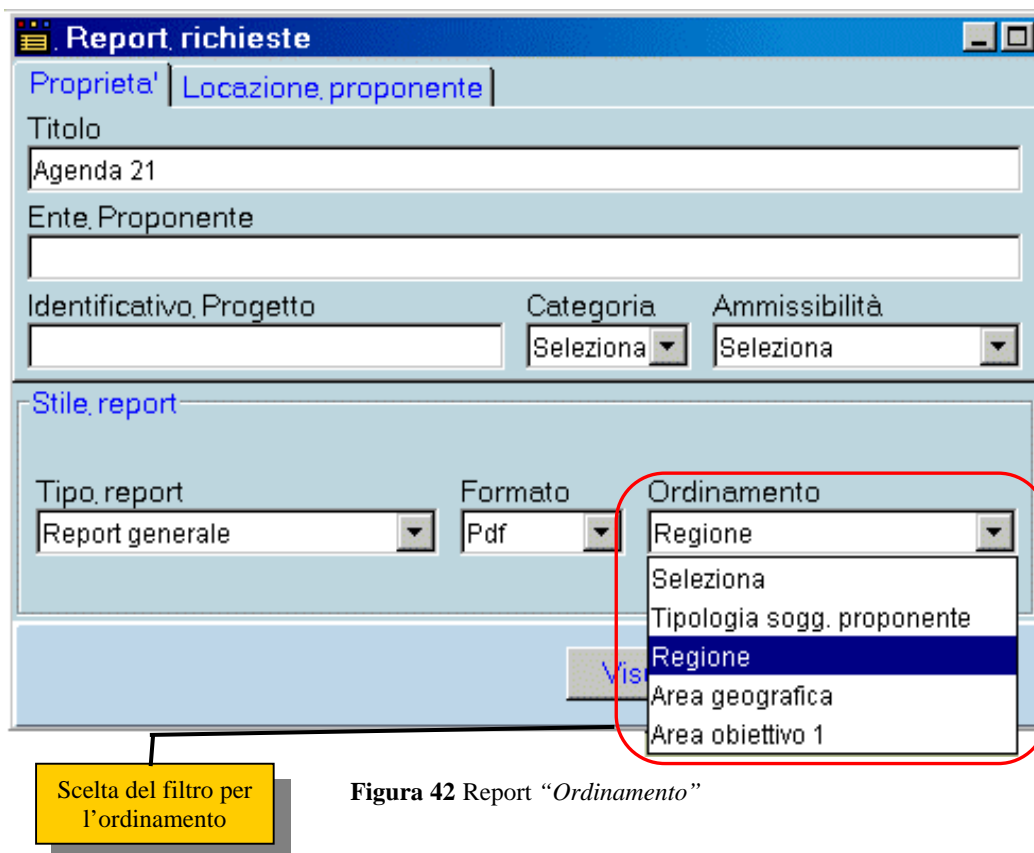 Report richieste
Proprieta' Locazione proponente
Titolo
Agenda 21
Ente Proponente
Identificativo Progetto Categoria Ammissibilità
Seleziona Seleziona
Stile report
Tipo report Formato Ordinamento
Report generale Pdf Regione
Seleziona
Tipologia sogg. proponente
Regione
Area geografica
Area obiettivo 1
Scelta del filtro per
l'ordinamento
Figura 42 Report “Ordinamento”